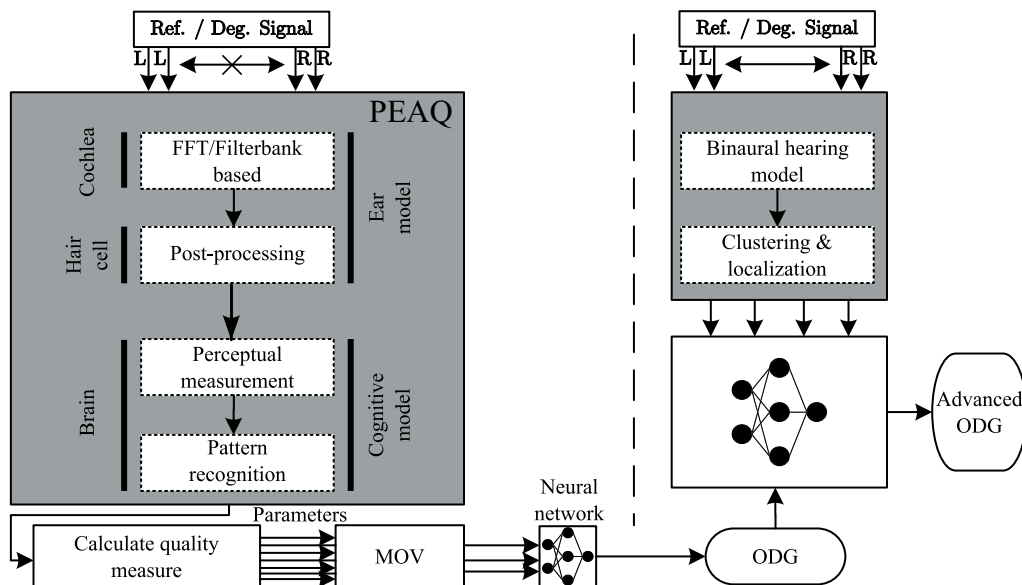 Ref. / Deg. Signal
L L R R
PEAQ
Cochlea
FFT/Filterbank
based
Ear model
Hair
cell
Post-processing
Brain
Perceptual
measurement
Cognitive
model
Pattern
recognition
Parameters
Calculate quality
measure
MOV
Neural
network
ODG
Ref. / Deg. Signal
L L R R
Binaural hearing
model
Clustering &
localization
Advanced
ODG